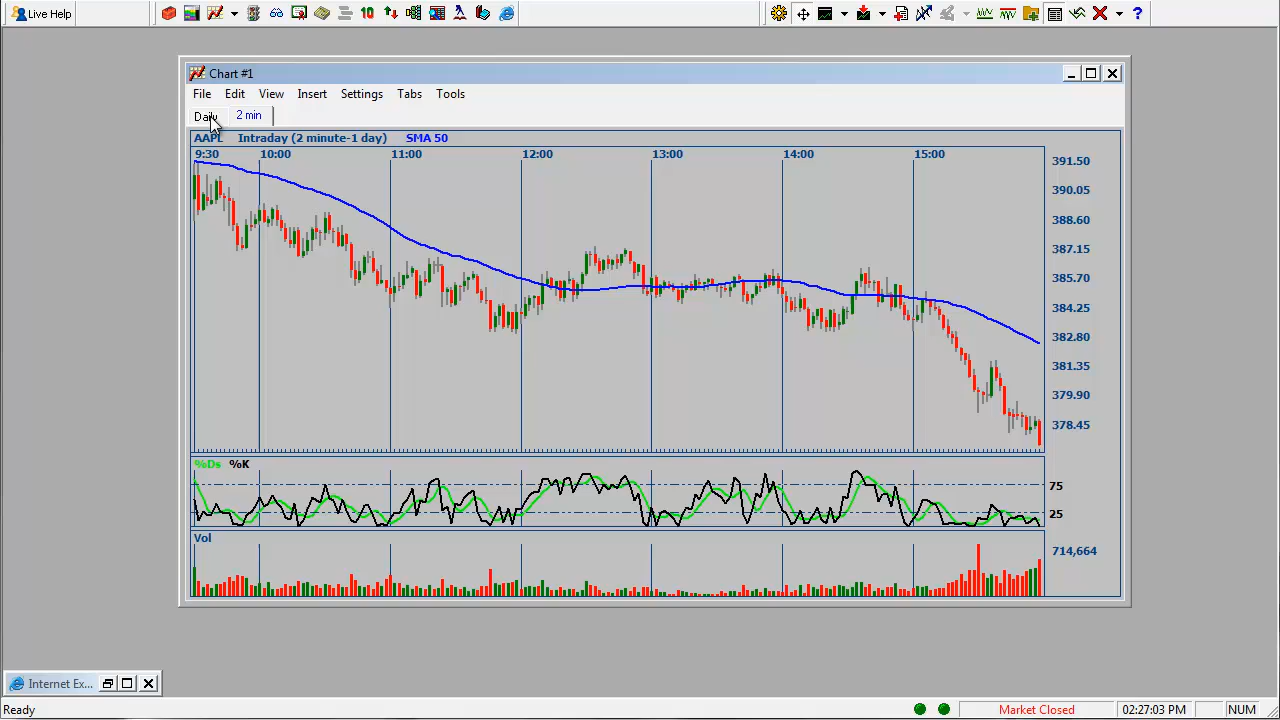 Live Help
10
?
Chart #1
File Edit View Insert Settings Tabs Tools
Daily 2 min
AAPL Intraday (2 minute-1 day) SMA 50
9:30 10:00 11:00 12:00 13:00 14:00 15:00
391.50
390.05
388.60
387.15
385.70
384.25
382.80
381.35
379.90
378.45
%Ds %K
75
25
Vol
714,664
Internet Ex...
Ready Market Closed 02:27:03 PM NUM